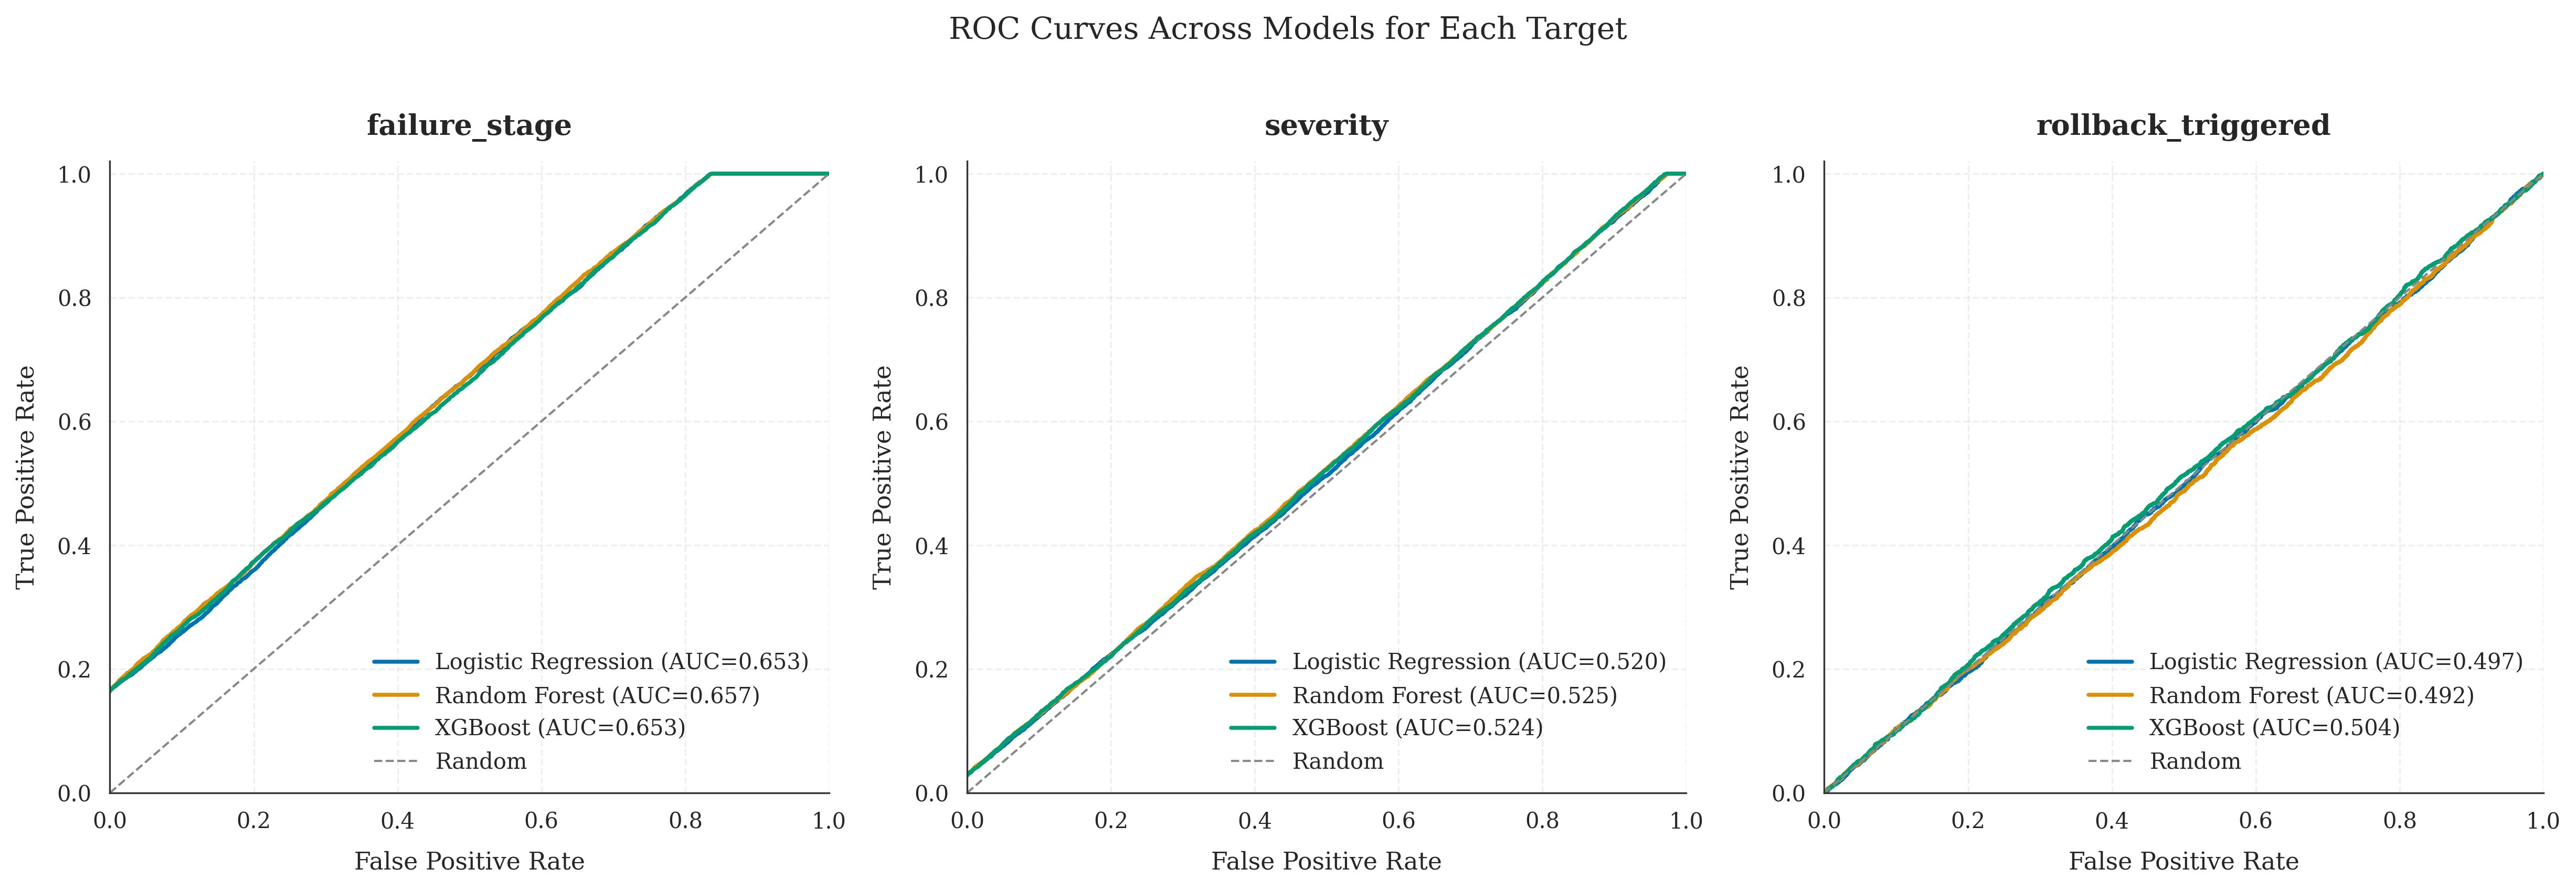 ROC Curves Across Models for Each Target
failure_stage
True Positive Rate
1.0
0.8
0.6
0.4
0.2
0.0
Logistic Regression (AUC=0.653)
Random Forest (AUC=0.657)
XGBoost (AUC=0.653)
Random
0.0 0.2 0.4 0.6 0.8 1.0
False Positive Rate
severity
True Positive Rate
1.0
0.8
0.6
0.4
0.2
0.0
Logistic Regression (AUC=0.520)
Random Forest (AUC=0.525)
XGBoost (AUC=0.524)
Random
0.0 0.2 0.4 0.6 0.8 1.0
False Positive Rate
rollback_triggered
True Positive Rate
1.0
0.8
0.6
0.4
0.2
0.0
Logistic Regression (AUC=0.497)
Random Forest (AUC=0.492)
XGBoost (AUC=0.504)
Random
0.0 0.2 0.4 0.6 0.8 1.0
False Positive Rate